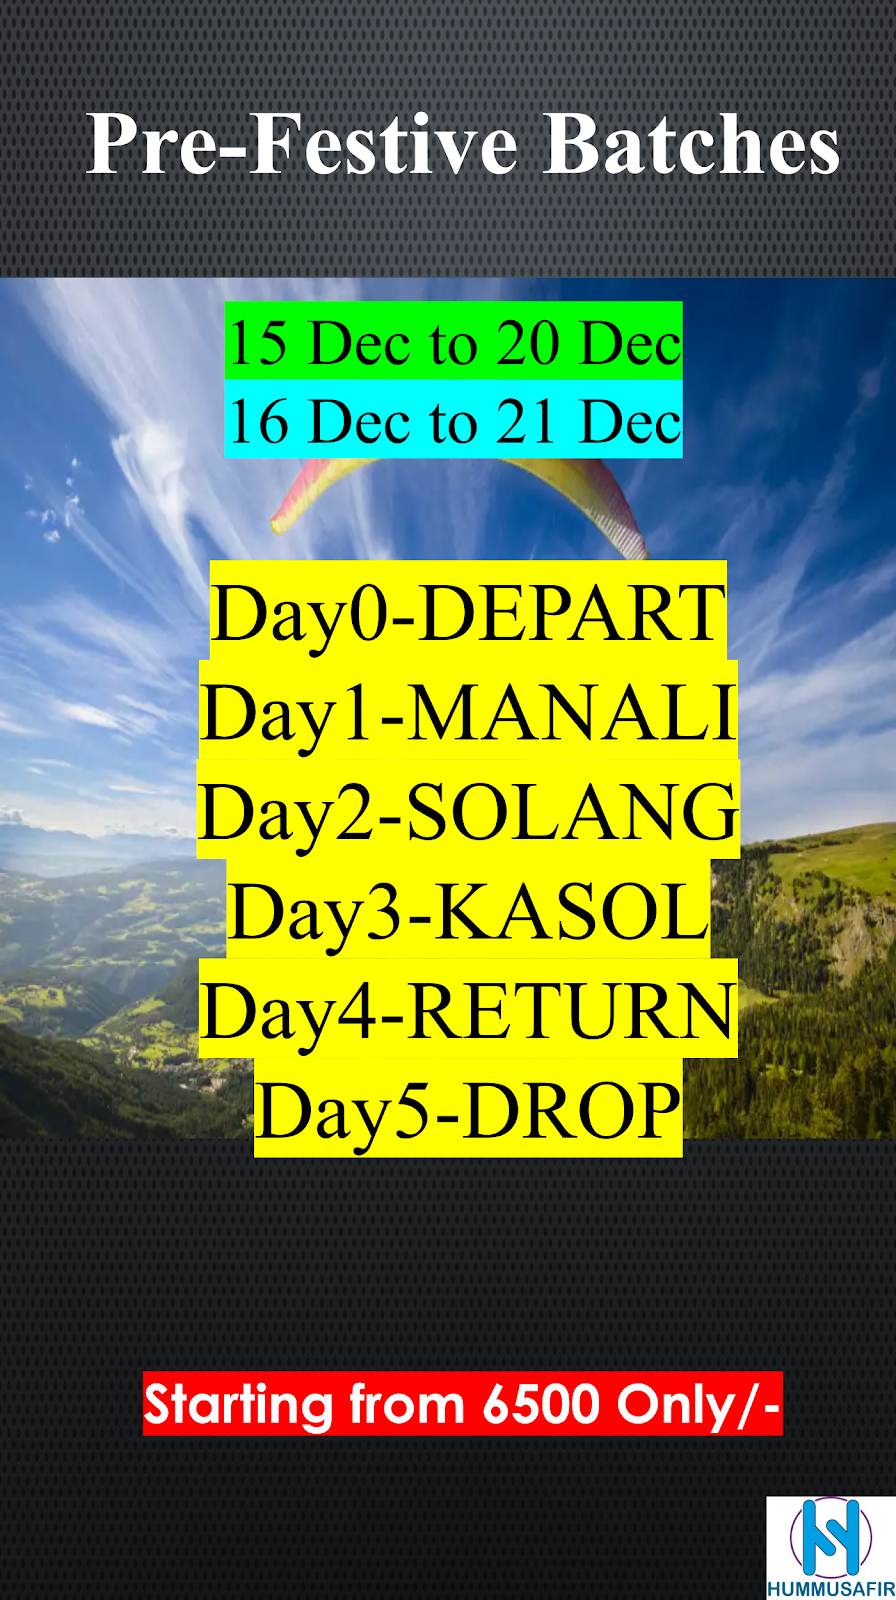 Pre-Festive Batches
15 Dec to 20 Dec
16 Dec to 21 Dec
Day0-DEPART
Day1-MANALI
Day2-SOLANG
Day3-KASOL
Day4-RETURN
Day5-DROP
Starting from 6500 Only/-
HUMMUSAFIR